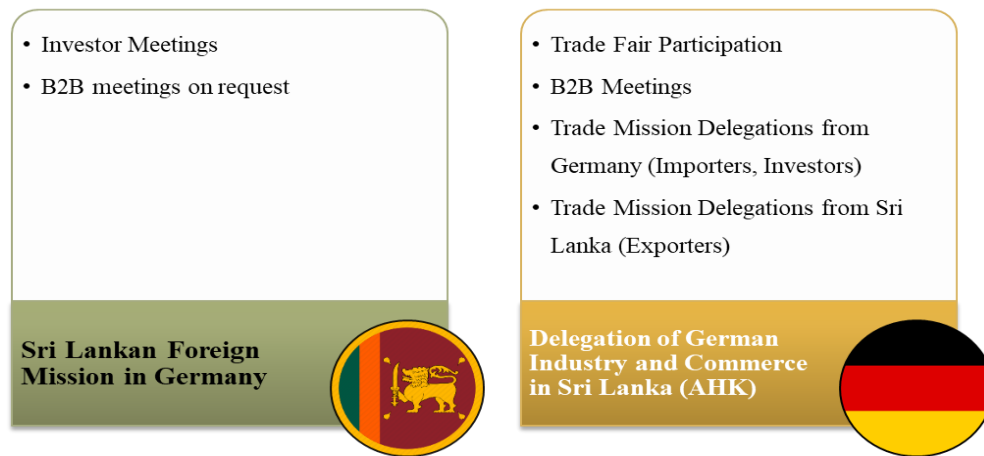 • Investor Meetings
• B2B meetings on request
Sri Lankan Foreign
Mission in Germany
• Trade Fair Participation
• B2B Meetings
• Trade Mission Delegations from
Germany (Importers, Investors)
• Trade Mission Delegations from Sri
Lanka (Exporters)
Delegation of German
Industry and Commerce
in Sri Lanka (AHK)